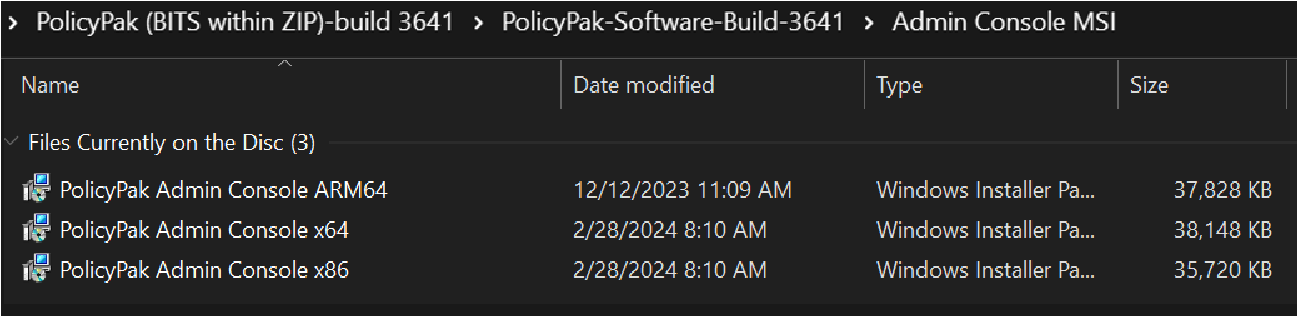 > PolicyPak (BITS within ZIP)-build 3641 > PolicyPak-Software-Build-3641 > Admin Console MSI
Name Date modified Type Size
Files Currently on the Disc (3)
PolicyPak Admin Console ARM64 12/12/2023 11:09 AM Windows Installer Pa... 37,828 KB
PolicyPak Admin Console x64 2/28/2024 8:10 AM Windows Installer Pa... 38,148 KB
PolicyPak Admin Console x86 2/28/2024 8:10 AM Windows Installer Pa... 35,720 KB